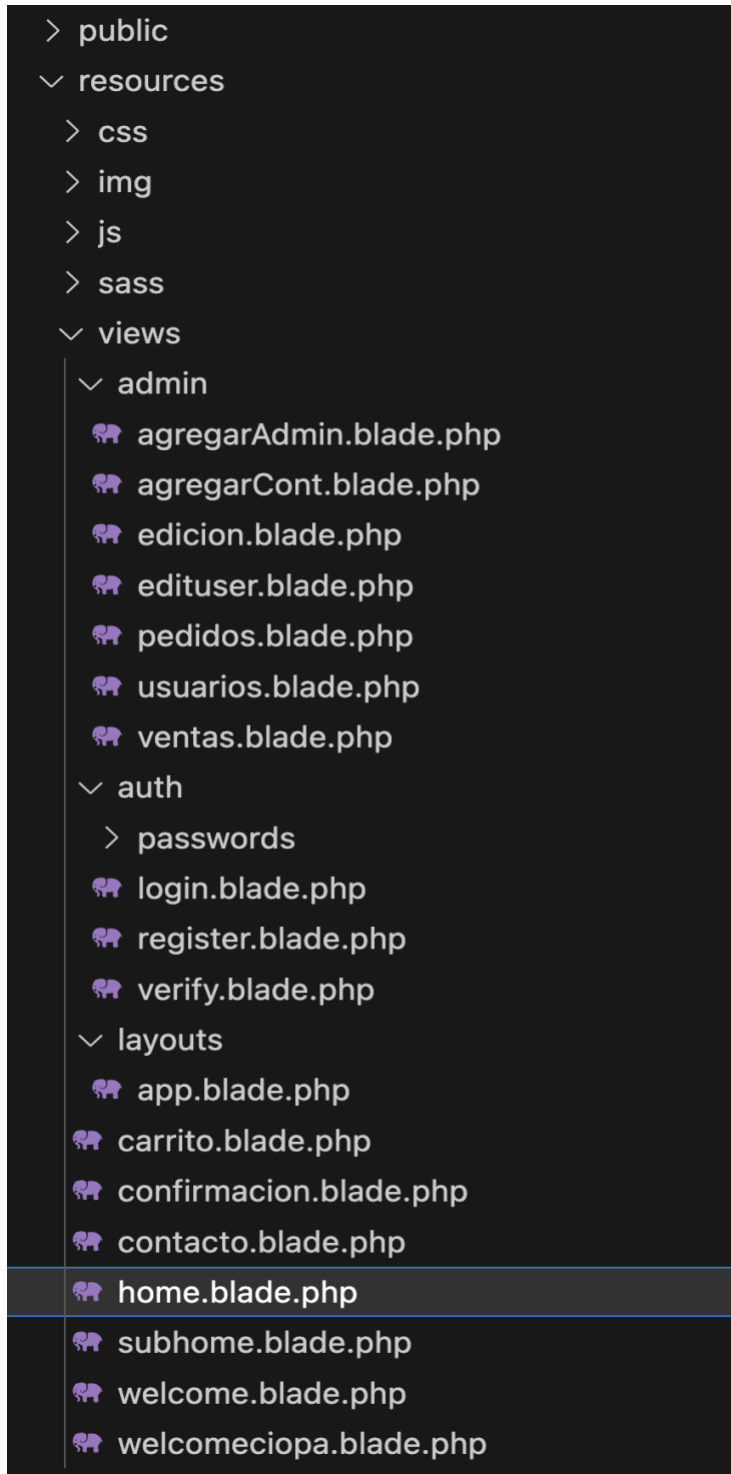 public
resources
css
img
js
sass
views
admin
agregarAdmin.blade.php
agregarCont.blade.php
edicion.blade.php
edituser.blade.php
pedidos.blade.php
usuarios.blade.php
ventas.blade.php
auth
passwords
login.blade.php
register.blade.php
verify.blade.php
layouts
app.blade.php
carrito.blade.php
confirmacion.blade.php
contacto.blade.php
home.blade.php
subhome.blade.php
welcome.blade.php
welcomeciopa.blade.php